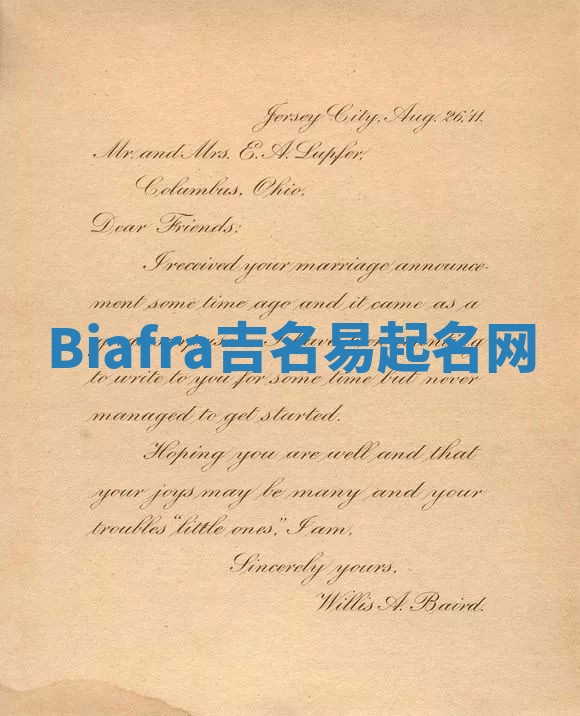 Jersey City, Aug. 26,'11.
Mr. and Mrs. E. A. Lupfer,
Columbus, Ohio.
Dear Friends:
I received your marriage announce-
ment some time ago and it came as a
Biafra吉名易起名网
to write to you for some time but never
managed to get started.
Hoping you are well and that
your joys may be many and your
troubles "little ones," I am,
Sincerely yours,
Willis A. Baird.